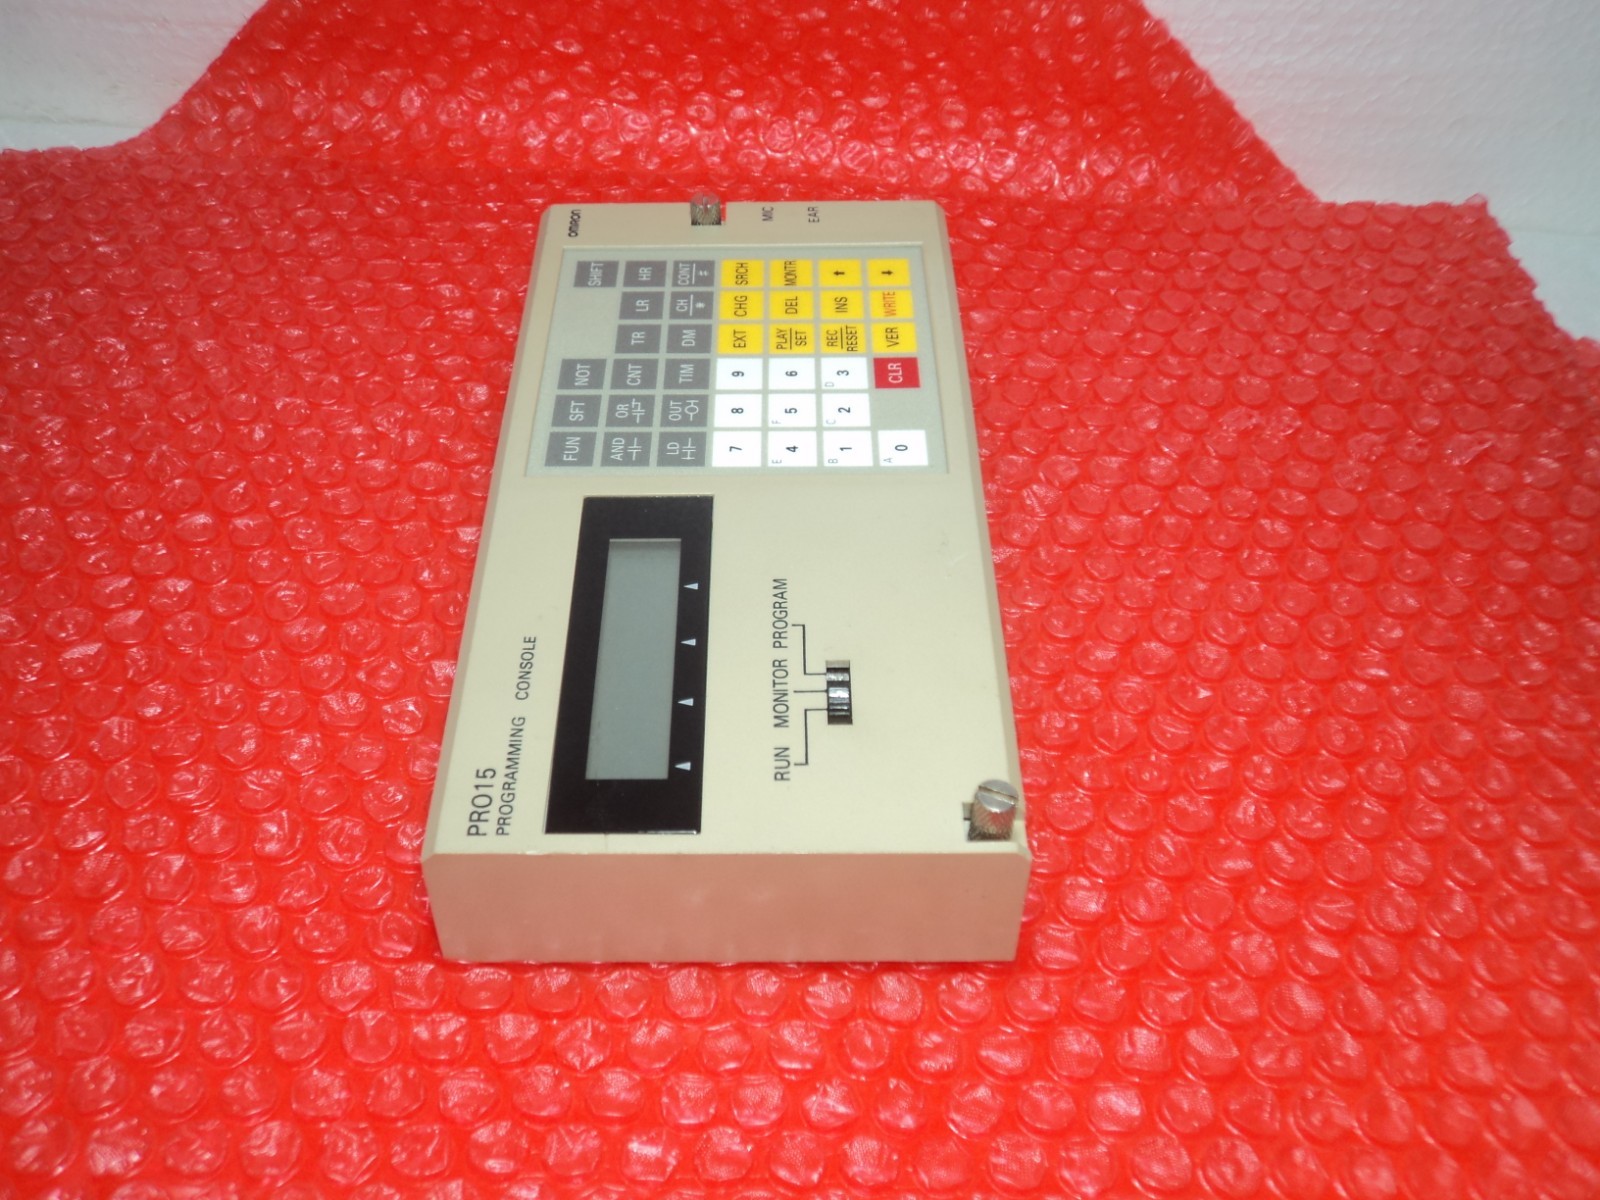 PRO15
PROGRAMMING CONSOLE
RUN MONITOR PROGRAM
omron
MIC
EAR
FUN SFT NOT SHIFT
AND OR CNT TR LR HR
LD OUT TIM DM CH * CONT #
7 8 9 EXT CHG SRCH
E 4 F 5 6 PLAY SET DEL MONTR
B 1 C 2 D 3 REC RESET INS ↑
A 0 CLR VER WRITE ↓